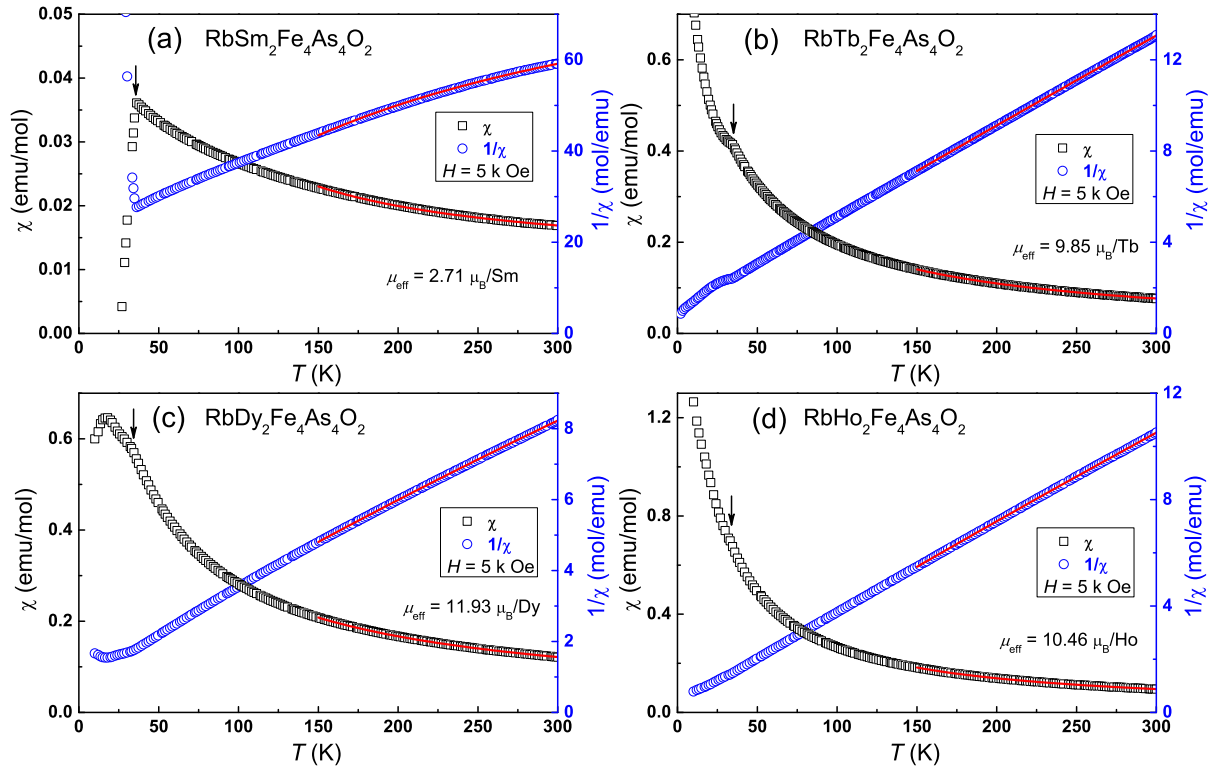 (a) RbSm₂Fe₄As₄O₂
χ (emu/mol)
0.05
0.04
0.03
0.02
0.01
0.00
1/χ (mol/emu)
60
40
20
0
χ
1/χ
H = 5 k Oe
μeff = 2.71 μB/Sm
50 100 150 200 250 300
T (K)
(b) RbTb₂Fe₄As₄O₂
χ (emu/mol)
0.6
0.4
0.2
0.0
1/χ (mol/emu)
12
8
4
0
χ
1/χ
H = 5 k Oe
μeff = 9.85 μB/Tb
0 50 100 150 200 250 300
T (K)
(c) RbDy₂Fe₄As₄O₂
χ (emu/mol)
0.6
0.4
0.2
0.0
1/χ (mol/emu)
8
6
4
2
0
χ
1/χ
H = 5 k Oe
μeff = 11.93 μB/Dy
0 50 100 150 200 250 300
T (K)
(d) RbHo₂Fe₄As₄O₂
χ (emu/mol)
1.2
0.8
0.4
0.0
1/χ (mol/emu)
12
8
4
0
χ
1/χ
H = 5 k Oe
μeff = 10.46 μB/Ho
0 50 100 150 200 250 300
T (K)